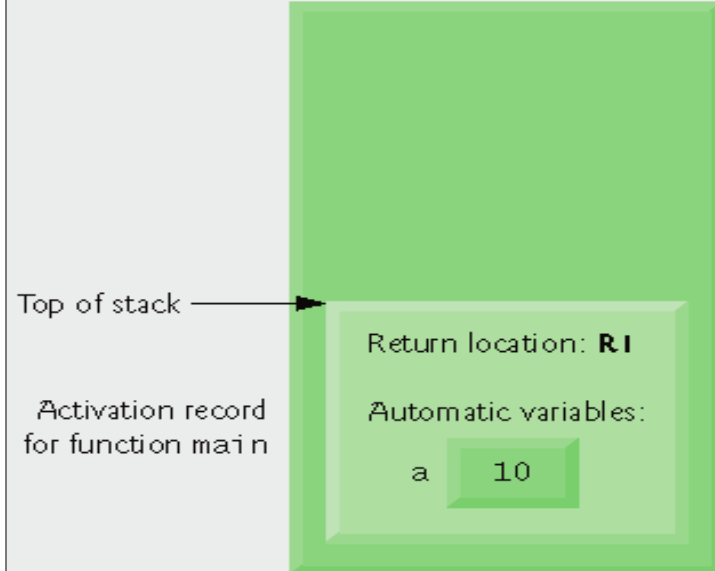 Top of stack
Return location: R1
Activation record
for function main
Automatic variables:
a 10